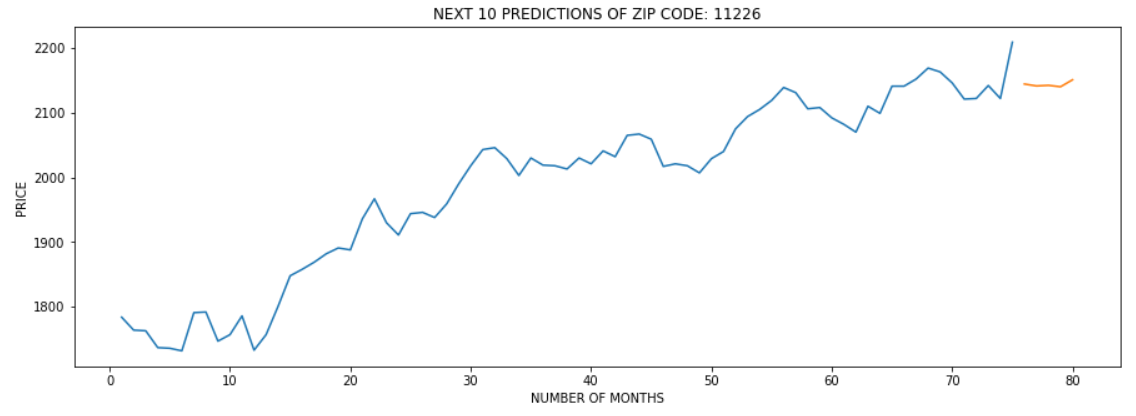 NEXT 10 PREDICTIONS OF ZIP CODE: 11226
2200
2100
2000
1900
1800
PRICE
0 10 20 30 40 50 60 70 80
NUMBER OF MONTHS